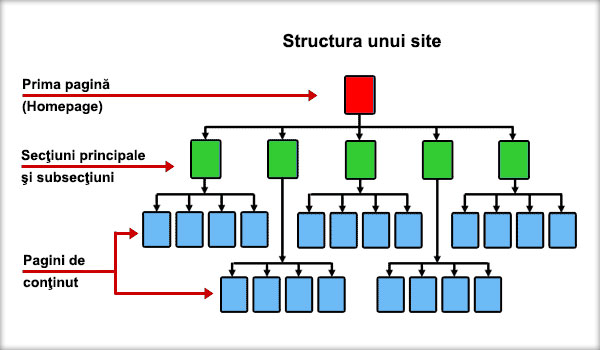 Structura unui site
Prima pagină
(Homepage)
Secţiuni principale
şi subsecţiuni
Pagini de
conţinut